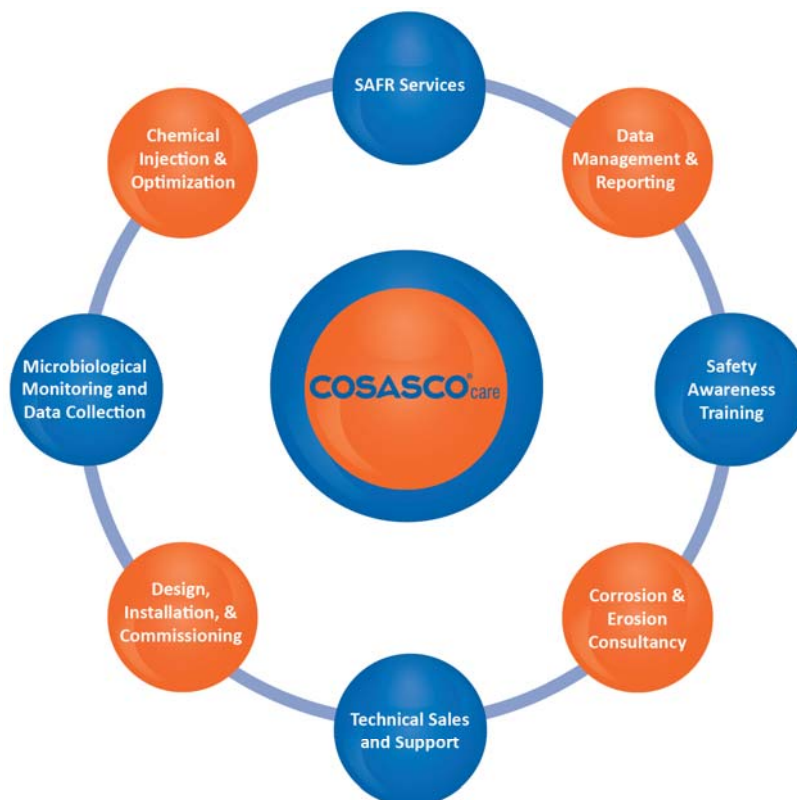 SAFR Services
Data
Management &
Reporting
Safety
Awareness
Training
Corrosion &
Erosion
Consultancy
Technical Sales
and Support
Design,
Installation, &
Commissioning
Microbiological
Monitoring and
Data Collection
Chemical
Injection &
Optimization
COSASCO® care